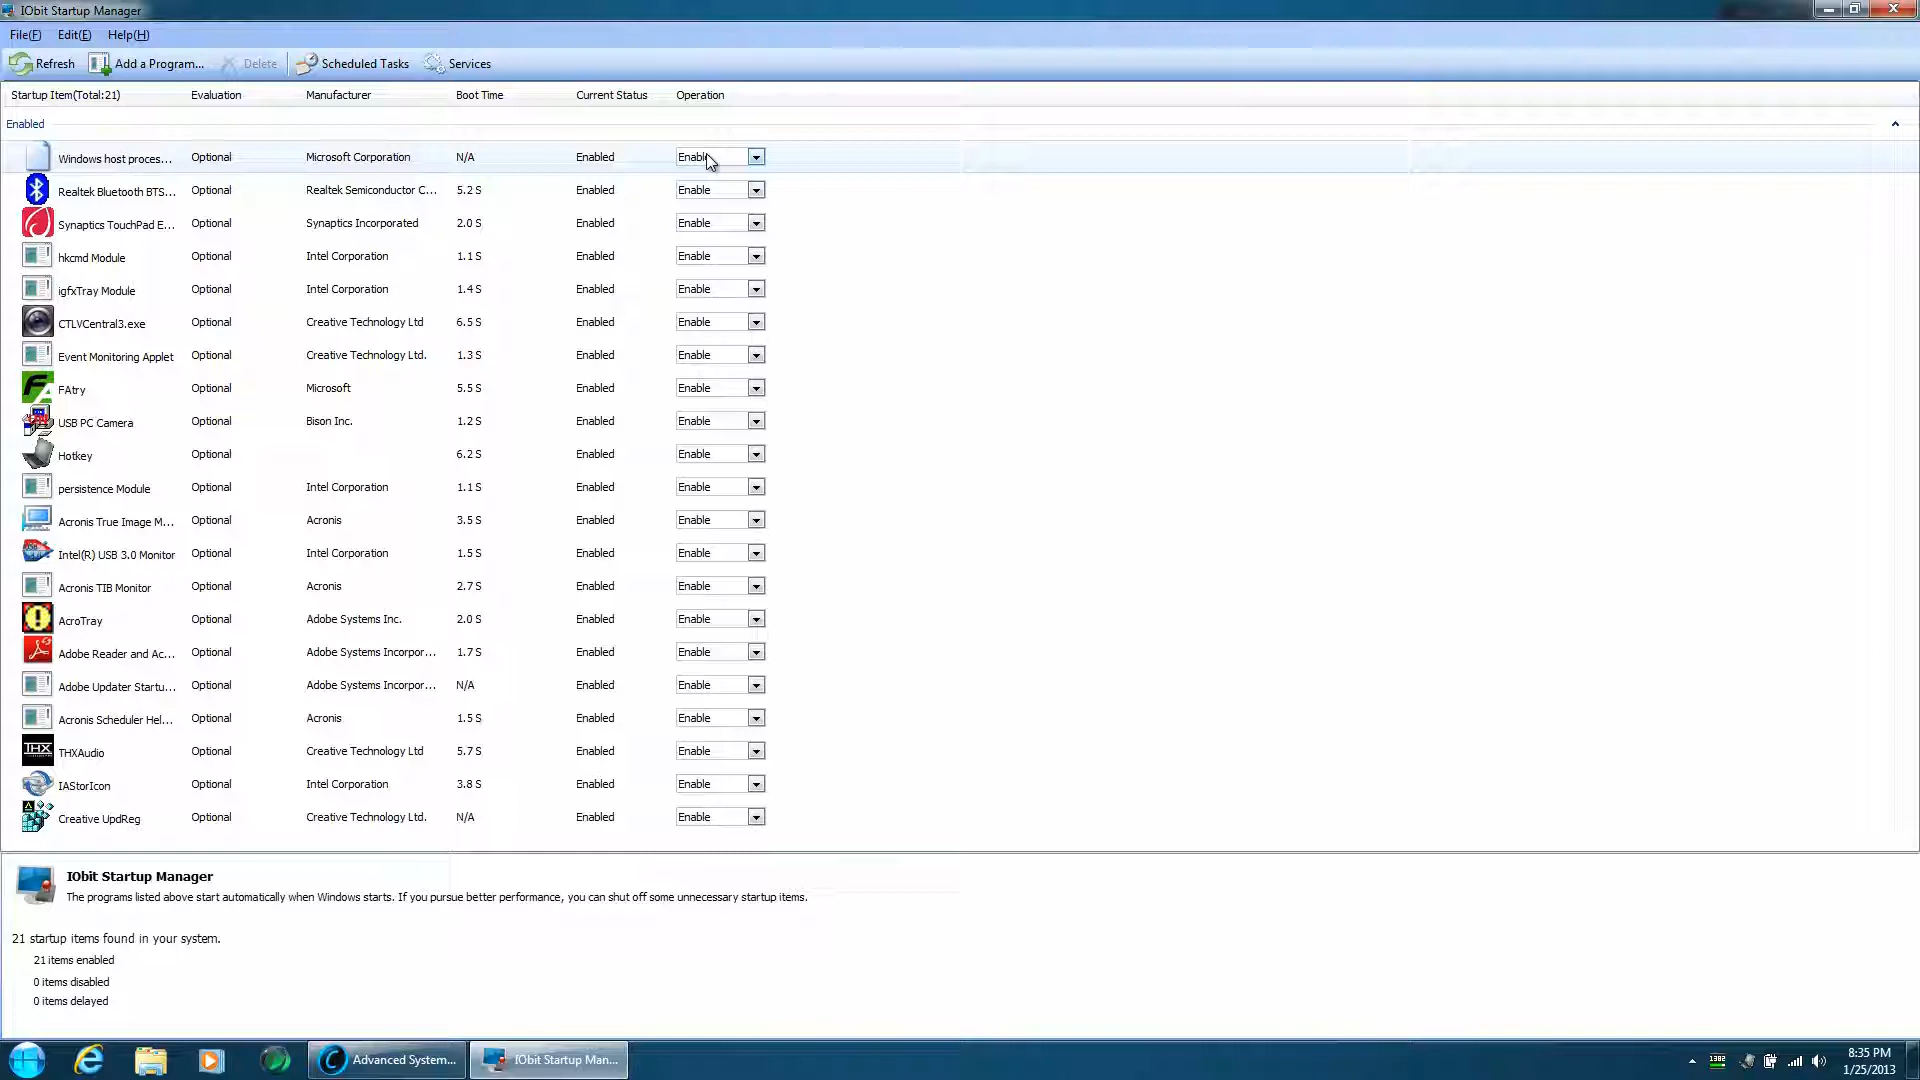 IObit Startup Manager
File(F) Edit(E) Help(H)
Refresh Add a Program... Delete Scheduled Tasks Services
Startup Item(Total:21) Evaluation Manufacturer Boot Time Current Status Operation
Enabled
Windows host proces... Optional Microsoft Corporation N/A Enabled Enable
Realtek Bluetooth BTS... Optional Realtek Semiconductor C... 5.2 S Enabled Enable
Synaptics TouchPad E... Optional Synaptics Incorporated 2.0 S Enabled Enable
hkcmd Module Optional Intel Corporation 1.1 S Enabled Enable
igfxTray Module Optional Intel Corporation 1.4 S Enabled Enable
CTLVCentral3.exe Optional Creative Technology Ltd 6.5 S Enabled Enable
Event Monitoring Applet Optional Creative Technology Ltd. 1.3 S Enabled Enable
FAtry Optional Microsoft 5.5 S Enabled Enable
USB PC Camera Optional Bison Inc. 1.2 S Enabled Enable
Hotkey Optional 6.2 S Enabled Enable
persistence Module Optional Intel Corporation 1.1 S Enabled Enable
Acronis True Image M... Optional Acronis 3.5 S Enabled Enable
Intel(R) USB 3.0 Monitor Optional Intel Corporation 1.5 S Enabled Enable
Acronis TIB Monitor Optional Acronis 2.7 S Enabled Enable
AcroTray Optional Adobe Systems Inc. 2.0 S Enabled Enable
Adobe Reader and Ac... Optional Adobe Systems Incorpor... 1.7 S Enabled Enable
Adobe Updater Startu... Optional Adobe Systems Incorpor... N/A Enabled Enable
Acronis Scheduler Hel... Optional Acronis 1.5 S Enabled Enable
THX THXAudio Optional Creative Technology Ltd 5.7 S Enabled Enable
IAStorIcon Optional Intel Corporation 3.8 S Enabled Enable
Creative UpdReg Optional Creative Technology Ltd. N/A Enabled Enable
IObit Startup Manager
The programs listed above start automatically when Windows starts. If you pursue better performance, you can shut off some unnecessary startup items.
21 startup items found in your system.
21 items enabled
0 items disabled
0 items delayed
Advanced System... IObit Startup Man... 1382 8:35 PM
1/25/2013